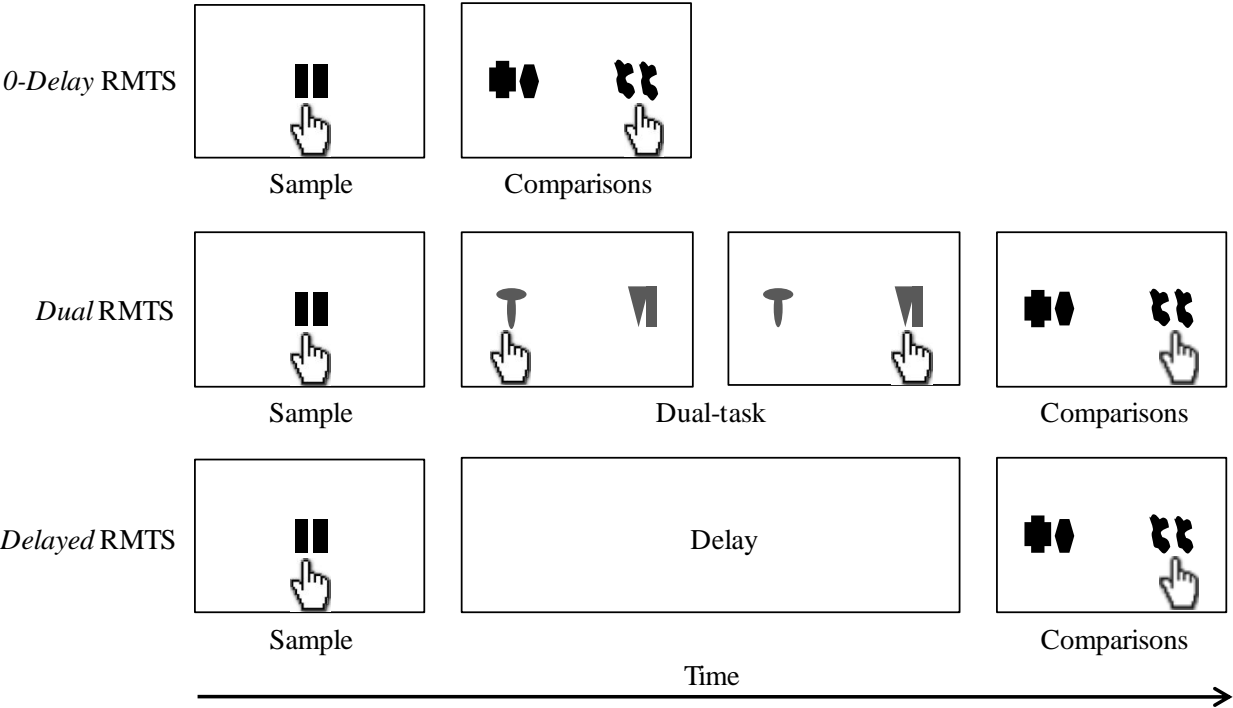 0-Delay RMTS
Sample
Comparisons
Dual RMTS
Sample
Dual-task
Comparisons
Delayed RMTS
Delay
Sample
Comparisons
Time